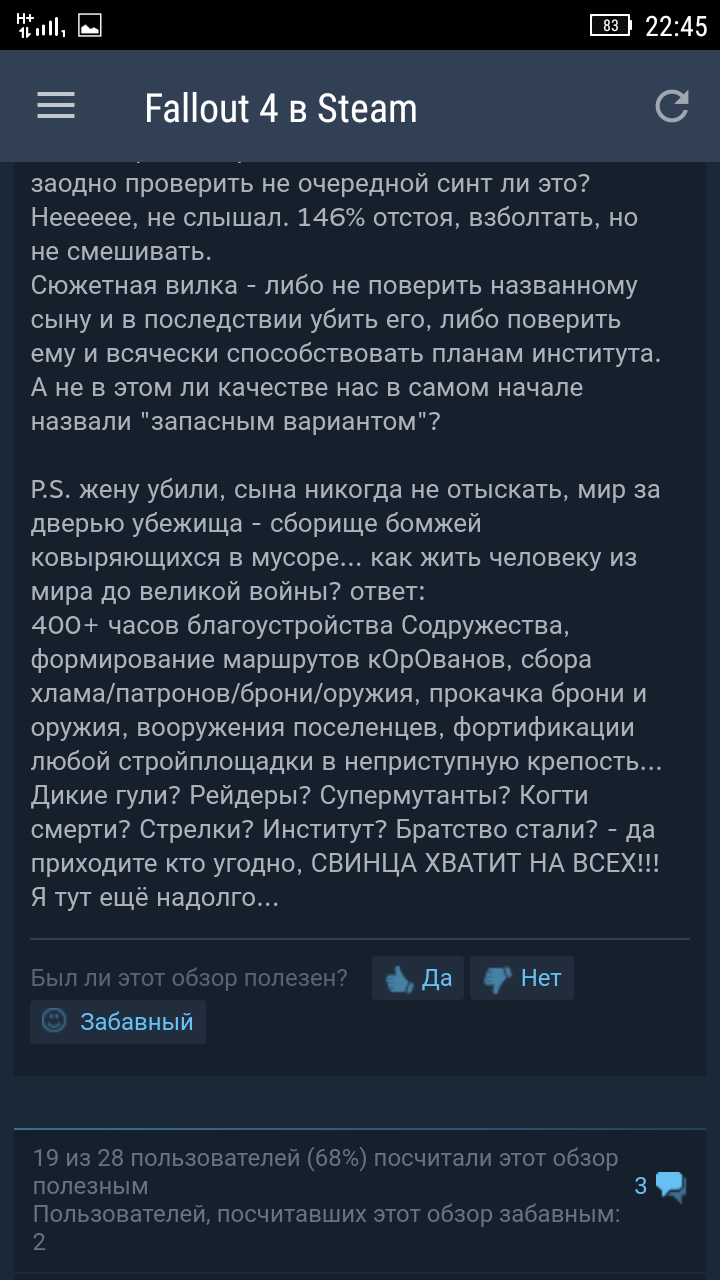 H+ 83 22:45
Fallout 4 в Steam
заодно проверить не очередной синт ли это?
Неееeее, не слышал. 146% отстоя, взболтать, но
не смешивать.
Сюжетная вилка - либо не поверить названному
сыну и в последствии убить его, либо поверить
ему и всячески способствовать планам института.
А не в этом ли качестве нас в самом начале
назвали "запасным вариантом"?
P.S. жену убили, сына никогда не отыскать, мир за
дверью убежища - сборище бомжей
ковыряющихся в мусоре... как жить человеку из
мира до великой войны? ответ:
400+ часов благоустройства Содружества,
формирование маршрутов кОрОванов, сбора
хлама/патронов/брони/оружия, прокачка брони и
оружия, вооружения поселенцев, фортификации
любой стройплощадки в неприступную крепость...
Дикие гули? Рейдеры? Супермутанты? Когти
смерти? Стрелки? Институт? Братство стали? - да
приходите кто угодно, СВИНЦА ХВАТИТ НА ВСЕХ!!!
Я тут ещё надолго...
Был ли этот обзор полезен? Да Нет
Забавный
19 из 28 пользователей (68%) посчитали этот обзор
полезным
3
Пользователей, посчитавших этот обзор забавным:
2